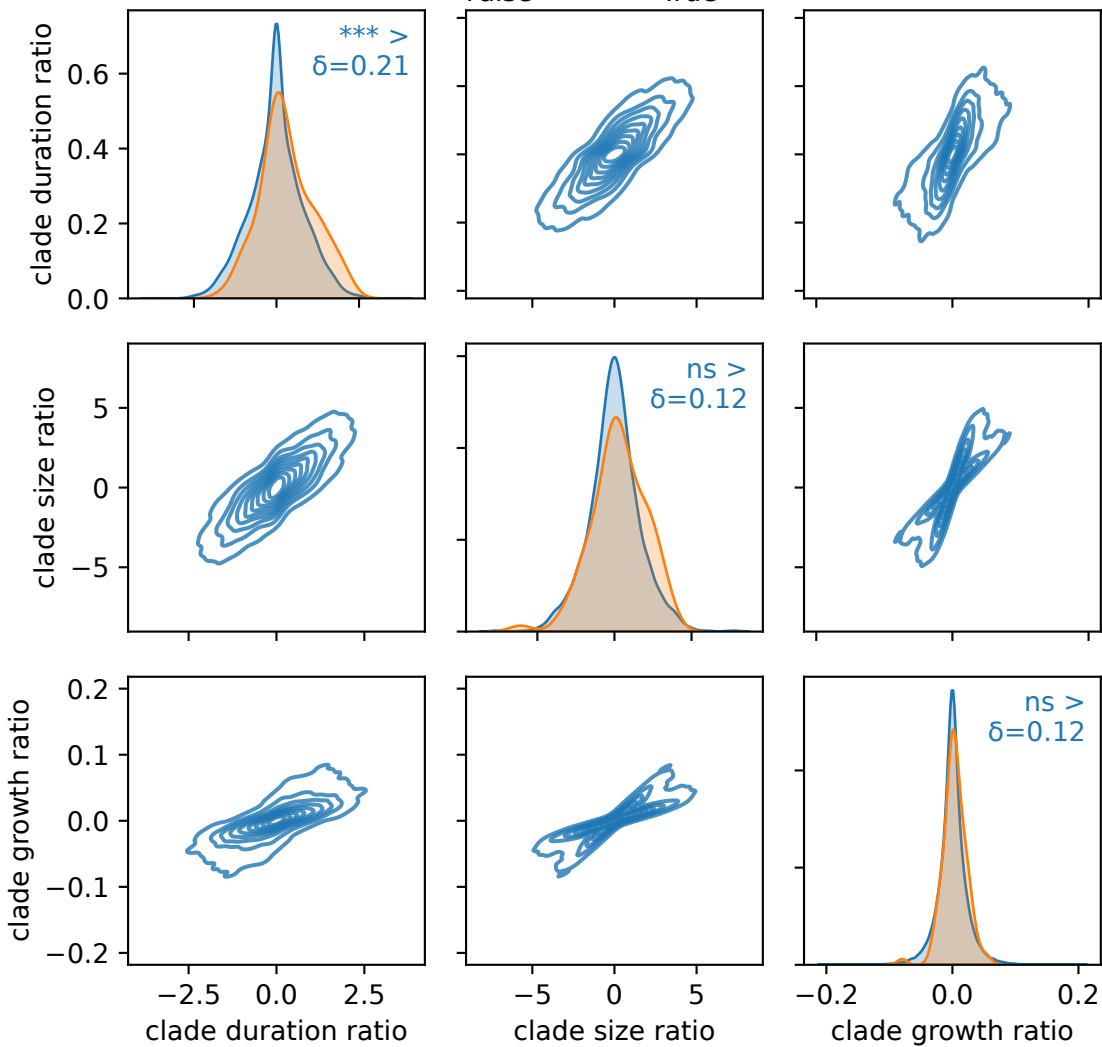 clade duration ratio
0.6
0.4
0.2
0.0
*** >
δ=0.21
clade size ratio
5
0
−5
ns >
δ=0.12
clade growth ratio
0.2
0.1
0.0
−0.1
−0.2
ns >
δ=0.12
−2.5 0.0 2.5
clade duration ratio
−5 0 5
clade size ratio
−0.2 0.0 0.2
clade growth ratio